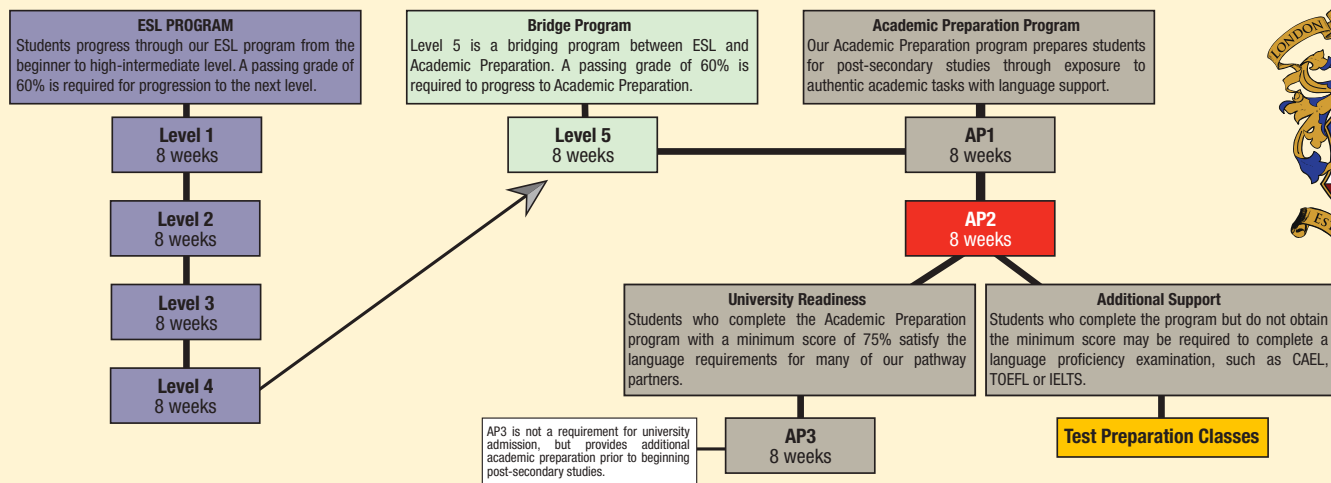 ESL PROGRAM
Students progress through our ESL program from the
beginner to high-intermediate level. A passing grade of
60% is required for progression to the next level.
Level 1
8 weeks
Level 2
8 weeks
Level 3
8 weeks
Level 4
8 weeks
Bridge Program
Level 5 is a bridging program between ESL and
Academic Preparation. A passing grade of 60% is
required to progress to Academic Preparation.
Level 5
8 weeks
Academic Preparation Program
Our Academic Preparation program prepares students
for post-secondary studies through exposure to
authentic academic tasks with language support.
AP1
8 weeks
AP2
8 weeks
University Readiness
Students who complete the Academic Preparation
program with a minimum score of 75% satisfy the
language requirements for many of our pathway
partners.
AP3
8 weeks
AP3 is not a requirement for university
admission, but provides additional
academic preparation prior to beginning
post-secondary studies.
Additional Support
Students who complete the program but do not obtain
the minimum score may be required to complete a
language proficiency examination, such as CAEL,
TOEFL or IELTS.
Test Preparation Classes
LONDON